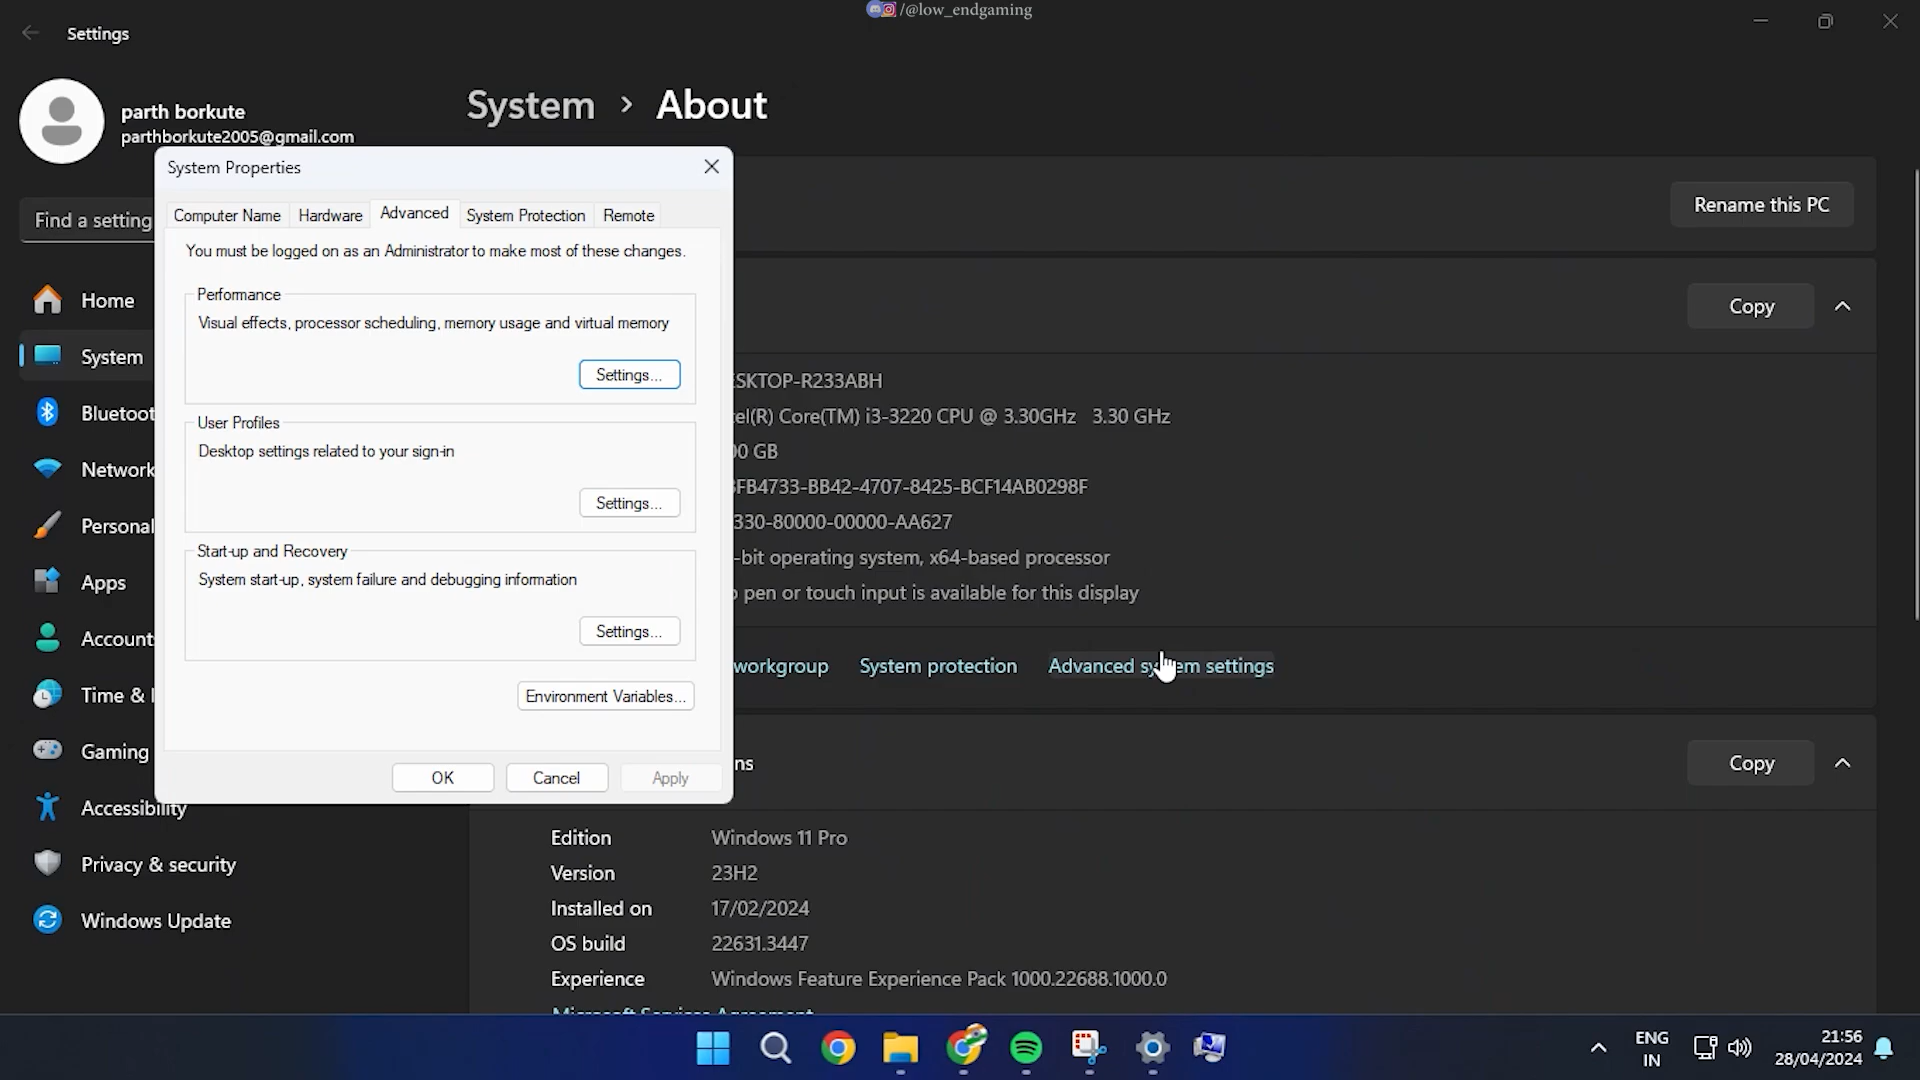 /@low_endgaming
Settings
parth borkute
parthborkute2005@gmail.com
System > About
System Properties
Computer Name Hardware Advanced System Protection Remote
You must be logged on as an Administrator to make most of these changes.
Performance
Visual effects, processor scheduling, memory usage and virtual memory
Settings...
User Profiles
Desktop settings related to your sign-in
Settings...
Start-up and Recovery
System start-up, system failure and debugging information
Settings...
Environment Variables...
OK Cancel Apply
Find a setting
Home
System
Bluetoot
Network
Personal
Apps
Account
Time &
Gaming
Accessibility
Privacy & security
Windows Update
Rename this PC
Copy
ESKTOP-R233ABH
tel(R) Core(TM) i3-3220 CPU @ 3.30GHz 3.30 GHz
00 GB
FB4733-BB42-4707-8425-BCF14AB0298F
330-80000-00000-AA627
-bit operating system, x64-based processor
pen or touch input is available for this display
workgroup System protection Advanced system settings
ns
Copy
Edition Windows 11 Pro
Version 23H2
Installed on 17/02/2024
OS build 22631.3447
Experience Windows Feature Experience Pack 1000.22688.1000.0
Microsoft Services Agreement
ENG
IN
21:56
28/04/2024